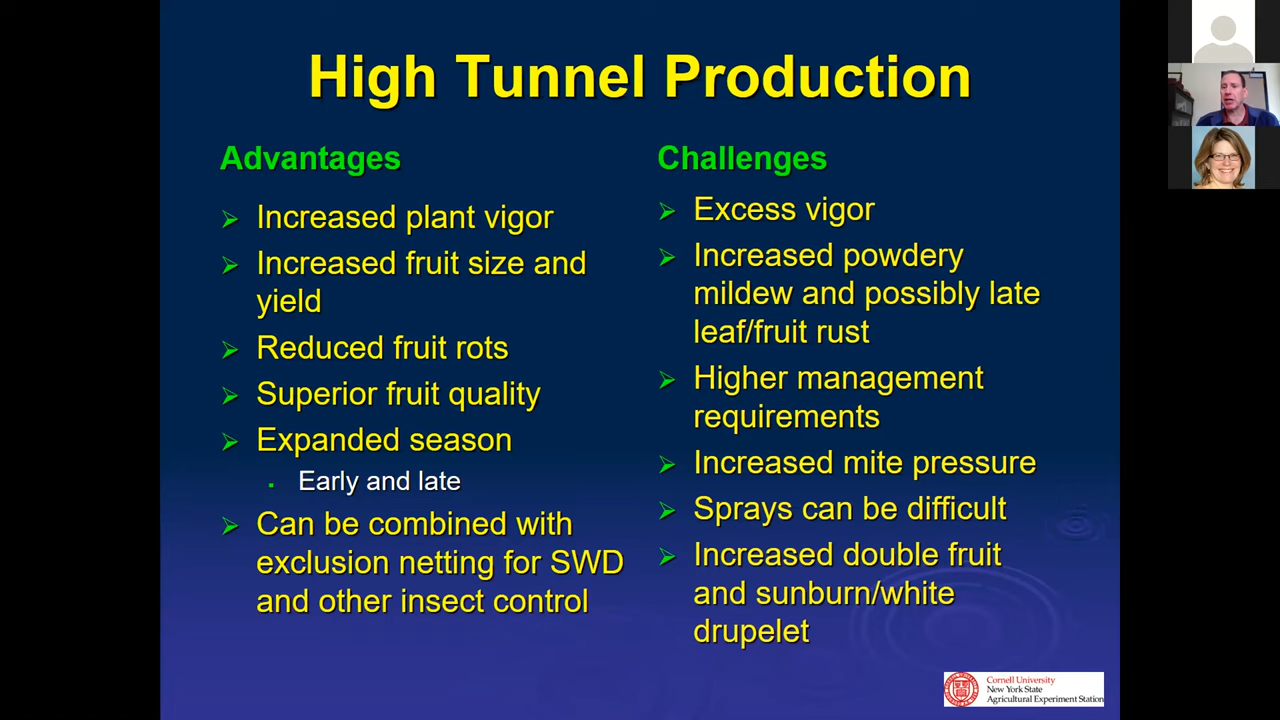 High Tunnel Production
Advantages
Increased plant vigor
Increased fruit size and
yield
Reduced fruit rots
Superior fruit quality
Expanded season
Early and late
Can be combined with
exclusion netting for SWD
and other insect control
Challenges
Excess vigor
Increased powdery
mildew and possibly late
leaf/fruit rust
Higher management
requirements
Increased mite pressure
Sprays can be difficult
Increased double fruit
and sunburn/white
drupelet
Cornell University
New York State
Agricultural Experiment Station